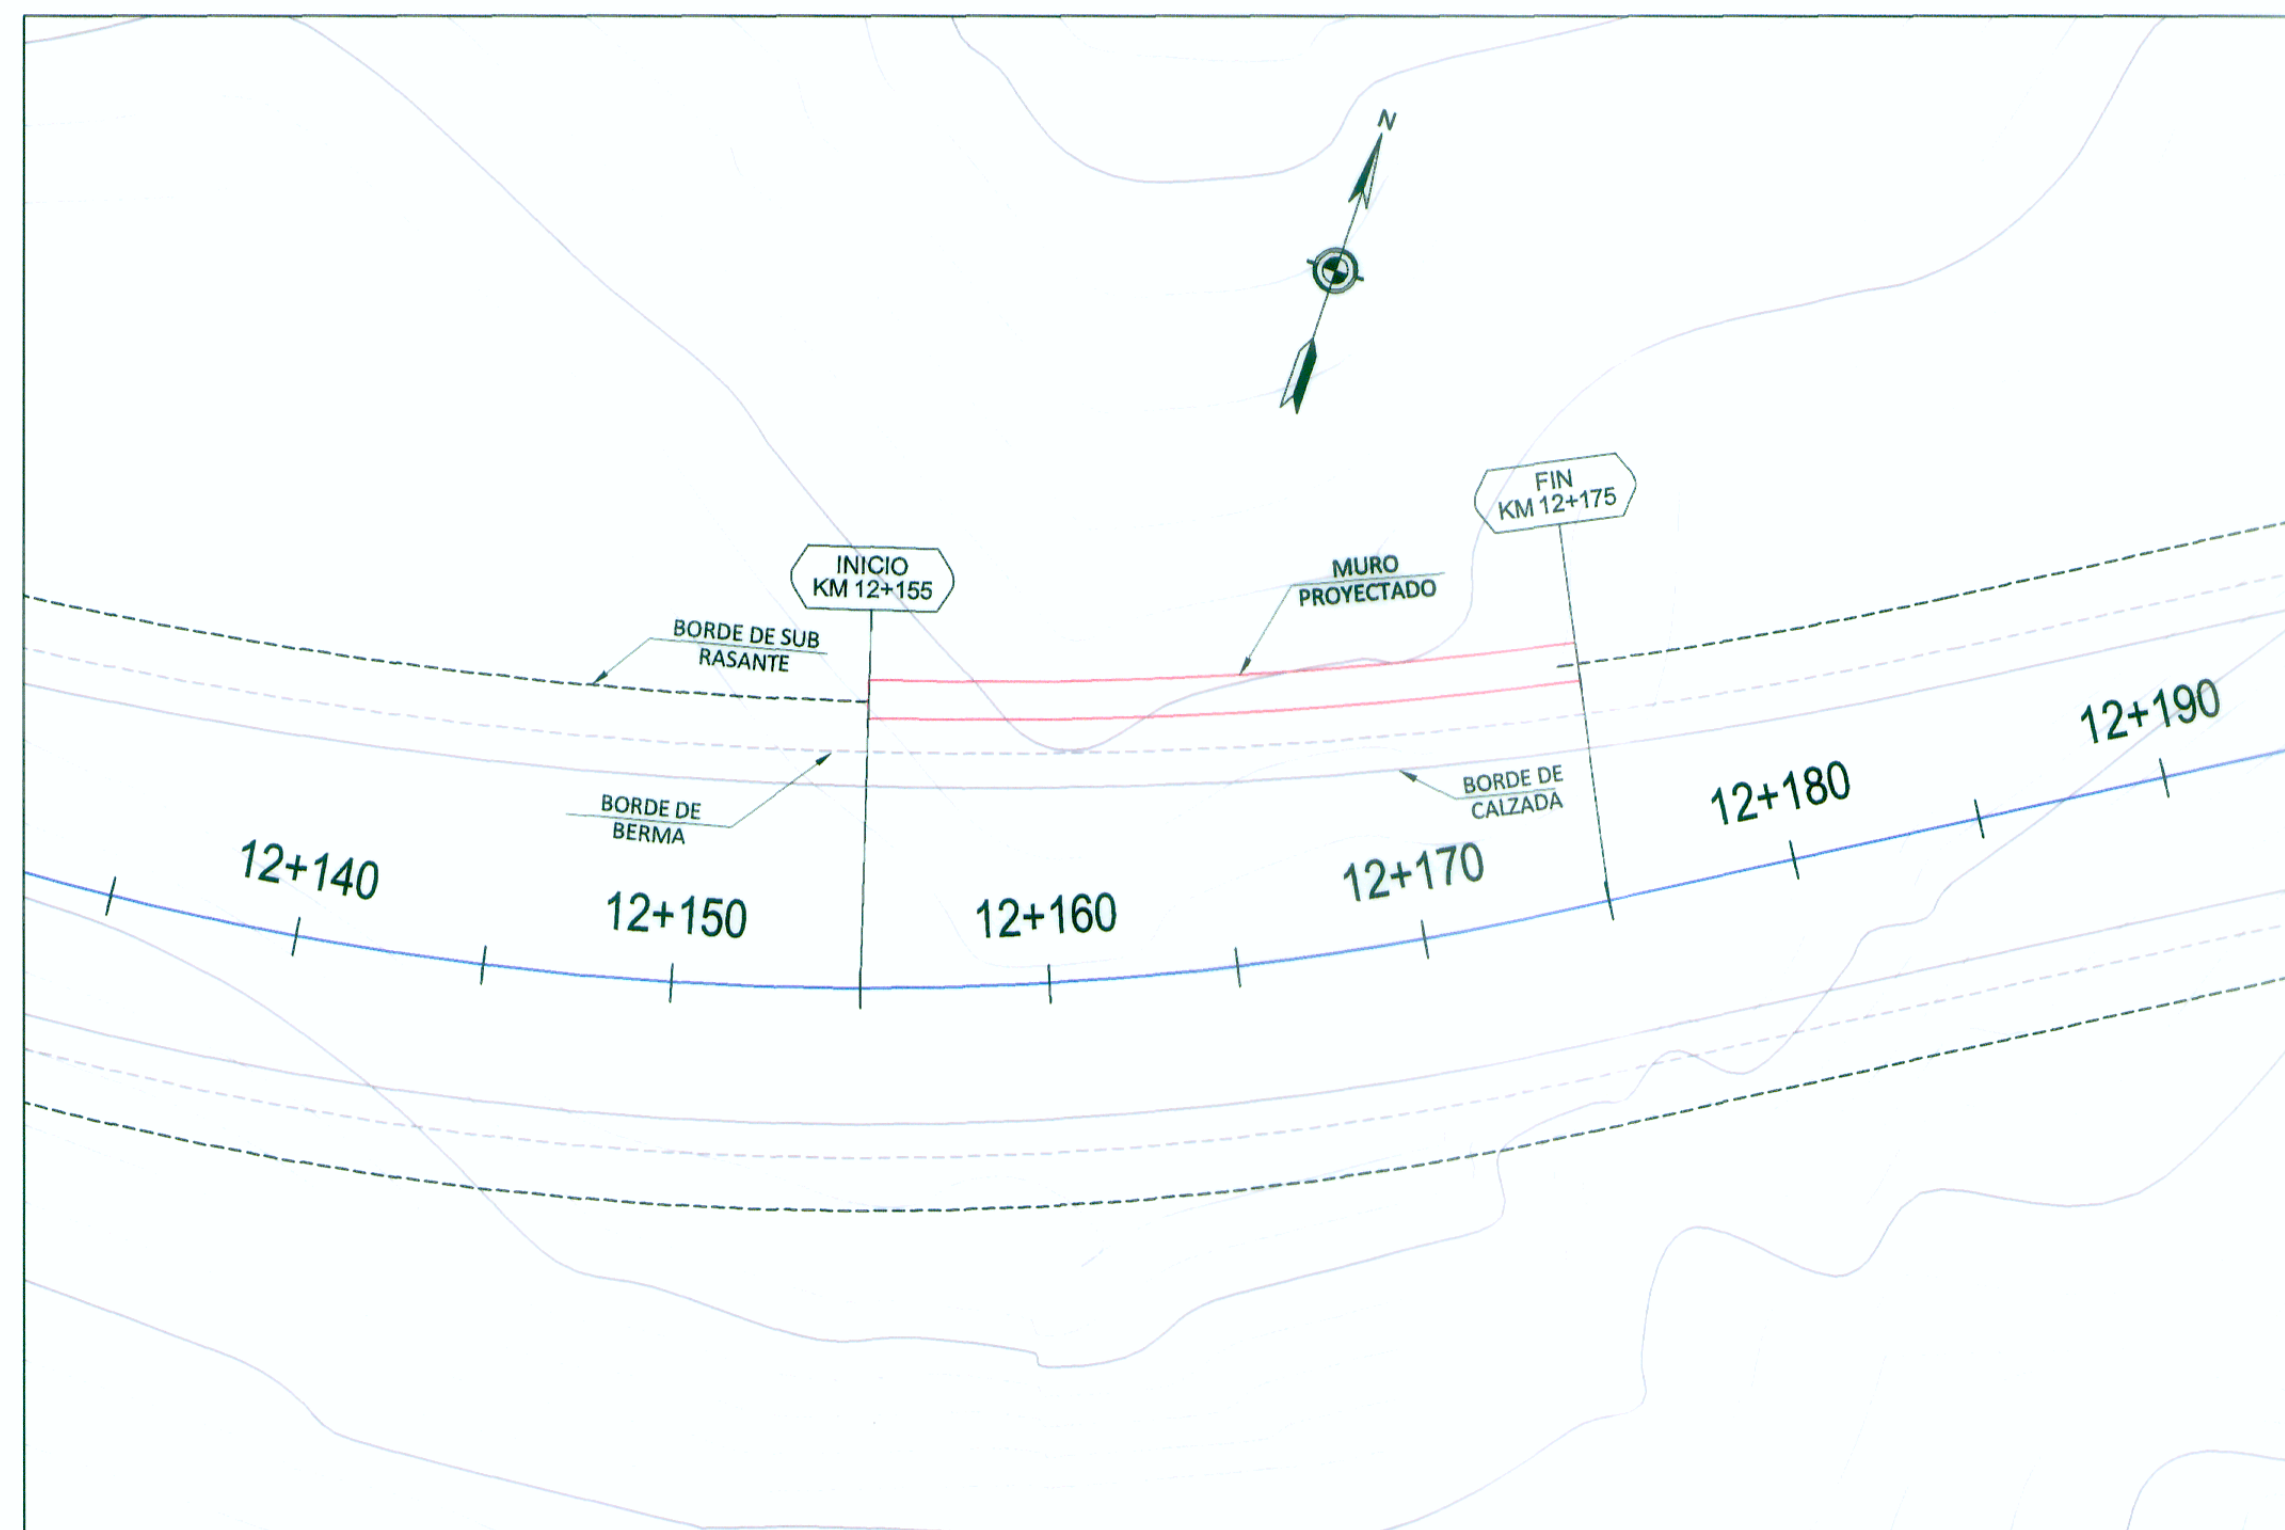 N
FIN
KM 12+175
INICIO
KM 12+155
MURO
PROYECTADO
BORDE DE SUB
RASANTE
BORDE DE
BERMA
BORDE DE
CALZADA
12+140
12+150
12+160
12+170
12+180
12+190